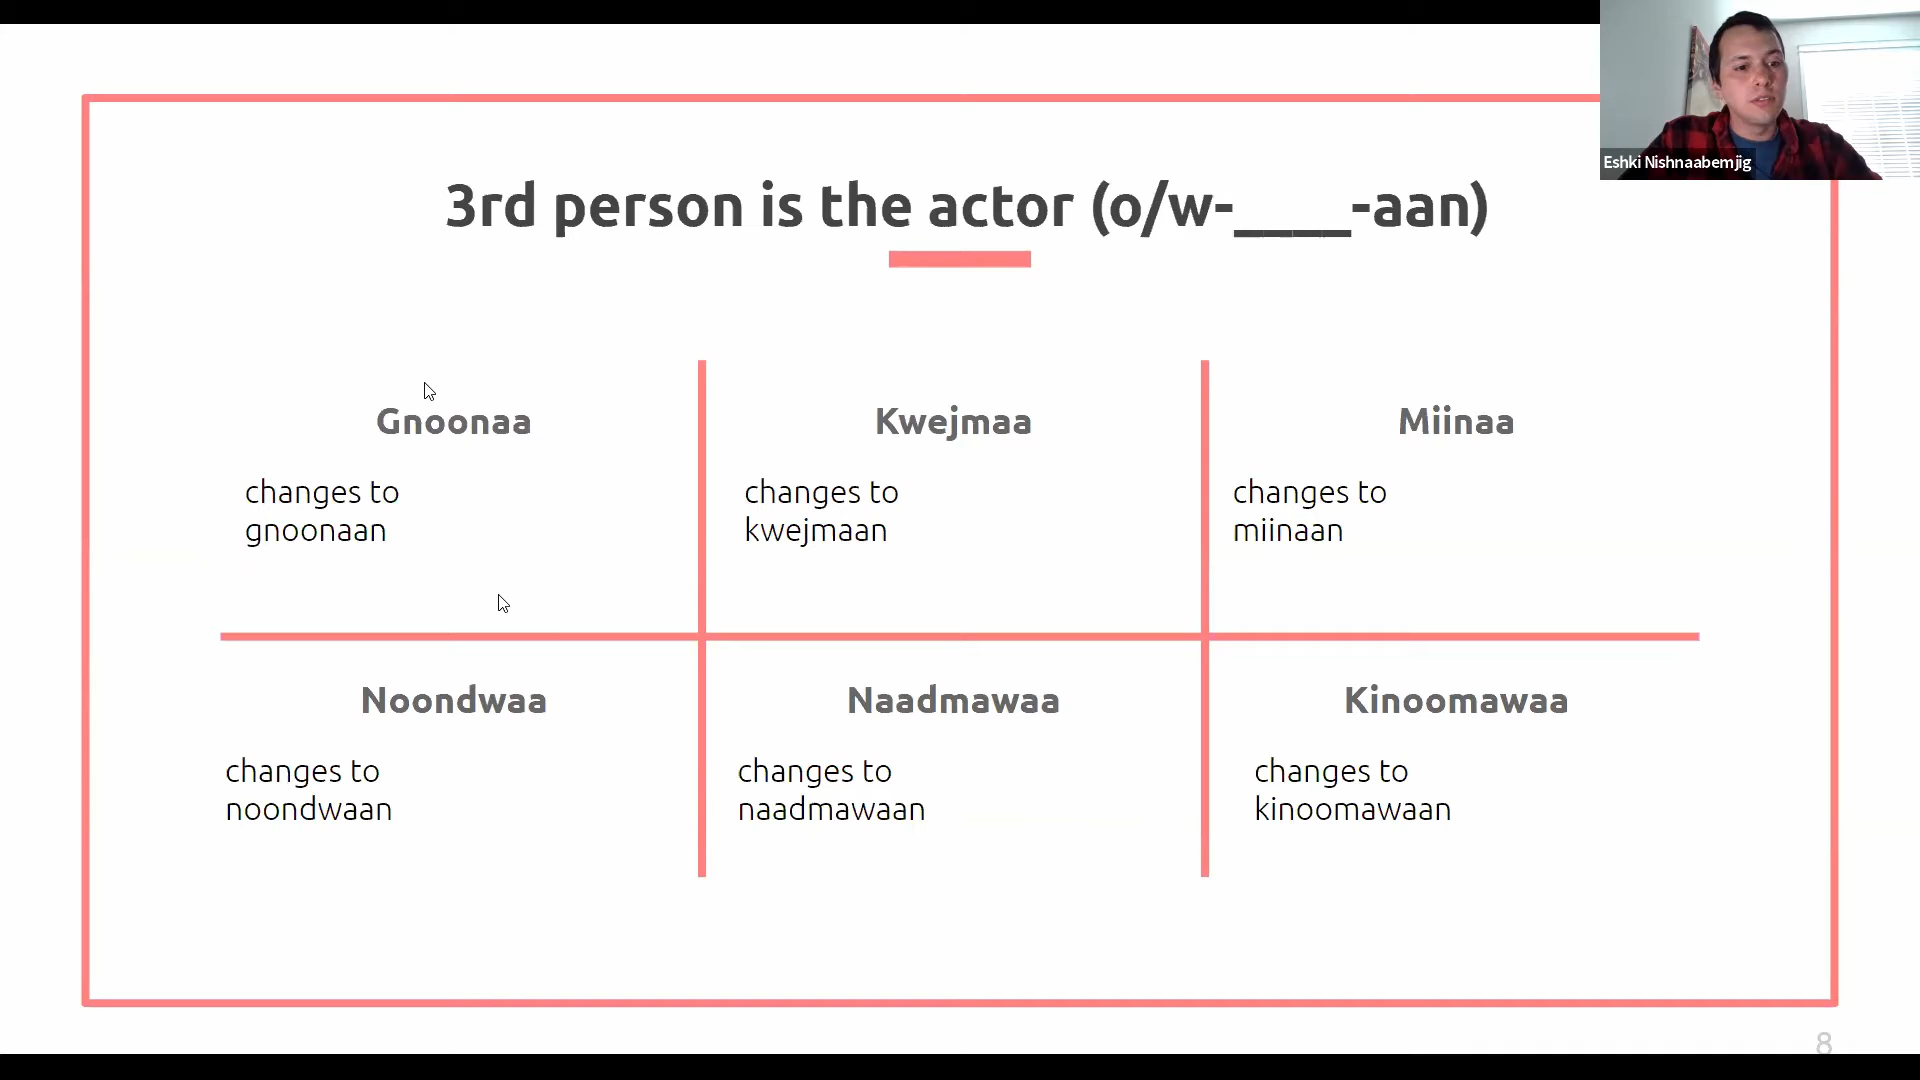 Eshki Nishnaabemjig
3rd person is the actor (o/w-____-aan)
Gnoonaa
changes to
gnoonaan
Kwejmaa
changes to
kwejmaan
Miinaa
changes to
miinaan
Noondwaa
changes to
noondwaan
Naadmawaa
changes to
naadmawaan
Kinoomawaa
changes to
kinoomawaan
8